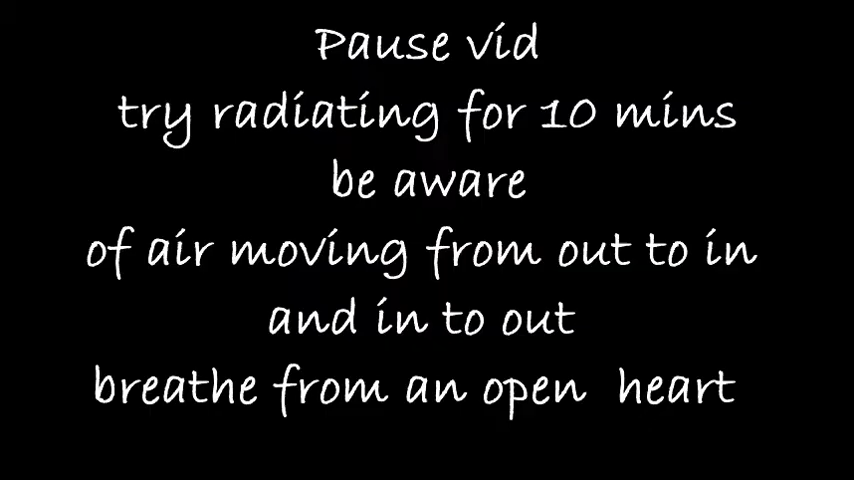 Pause vid
try radiating for 10 mins
be aware
of air moving from out to in
and in to out
breathe from an open heart